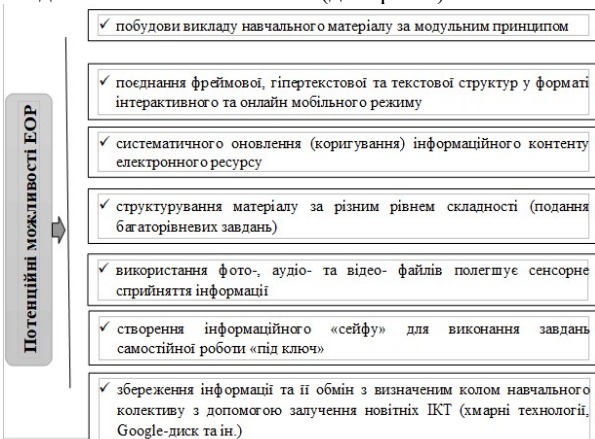 Потенційні можливості ЕОР
✓ побудови викладу навчального матеріалу за модульним принципом
✓ поєднання фреймової, гіпертекстової та текстової структур у форматі
інтерактивного та онлайн мобільного режиму
✓ систематичного оновлення (коригування) інформаційного контенту
електронного ресурсу
✓ структурування матеріалу за різним рівнем складності (подання
багаторівневих завдань)
✓ використання фото-, аудіо- та відео- файлів полегшує сенсорне
сприйняття інформації
✓ створення інформаційного «сейфу» для виконання завдань
самостійної роботи «під ключ»
✓ збереження інформації та її обмін з визначеним колом навчального
колективу з допомогою залучення новітніх ІКТ (хмарні технології,
Google-диск та ін.)